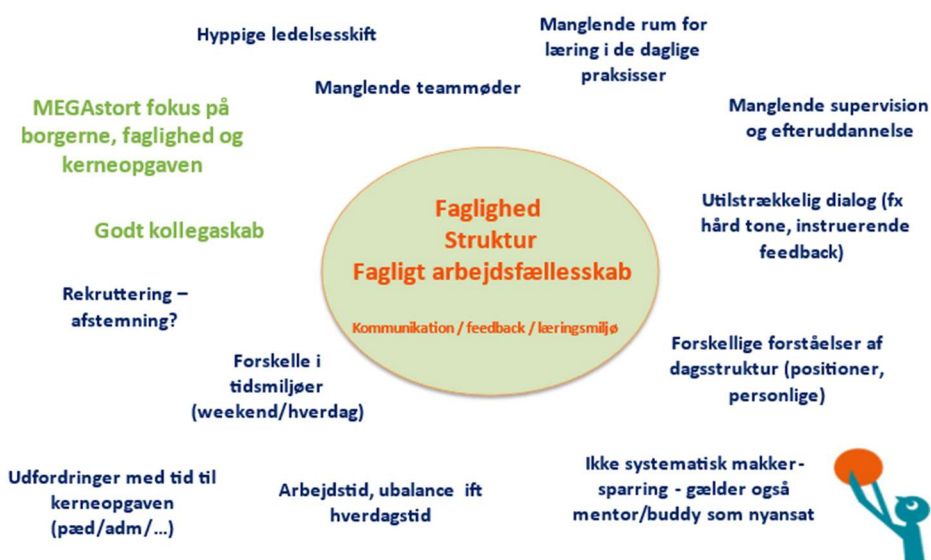 Hyppige ledelsesskift
Manglende rum for
læring i de daglige
praksisser
Manglende teammøder
MEGAstort fokus på
borgerne, faglighed og
kerneopgaven
Manglende supervision
og efteruddannelse
Godt kollegaskab
Faglighed
Struktur
Fagligt arbejdsfællesskab
Kommunikation / feedback / læringsmiljø
Utilstrækkelig dialog (fx
hård tone, instruerende
feedback)
Rekruttering –
afstemning?
Forskelle i
tidsmiljøer
(weekend/hverdag)
Forskellige forståelser af
dagsstruktur (positioner,
personlige)
Udfordringer med tid til
kerneopgaven
(pæd/adm/...)
Arbejdstid, ubalance ift
hverdagstid
Ikke systematisk makker-
sparring - gælder også
mentor/buddy som nyansat